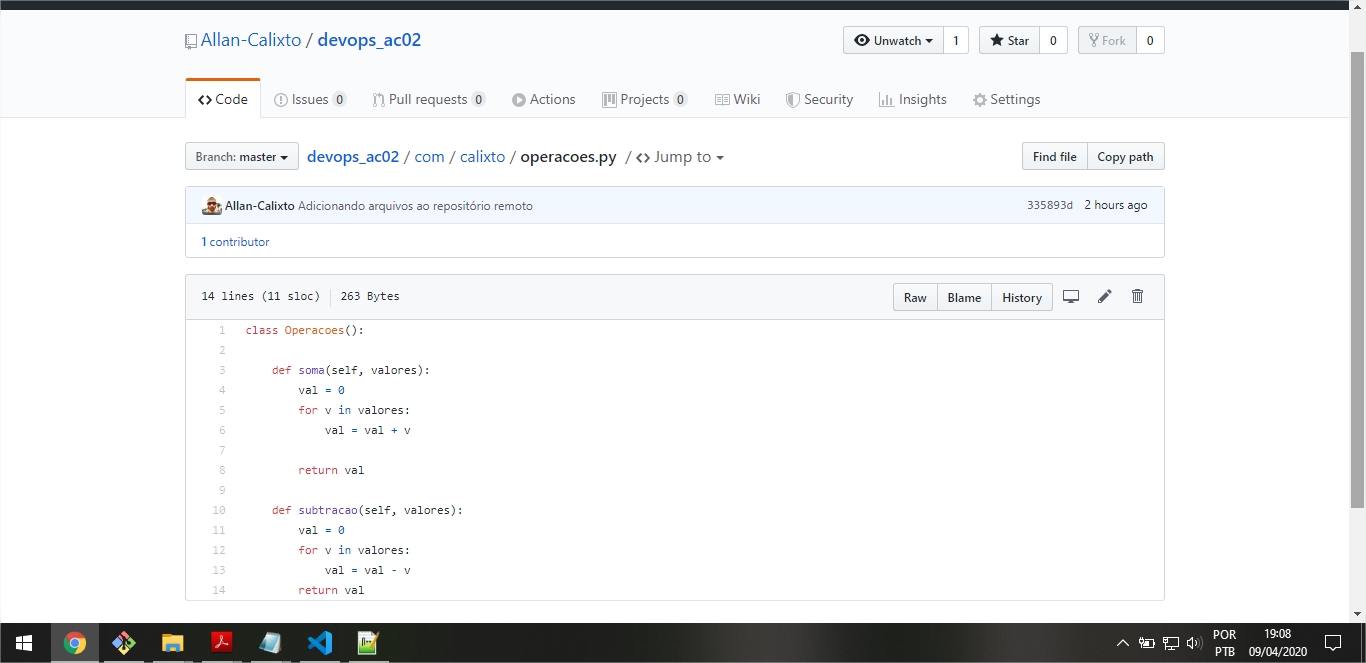 Allan-Calixto / devops_ac02
Unwatch 1 Star 0 Fork 0
Code Issues 0 Pull requests 0 Actions Projects 0 Wiki Security Insights Settings
Branch: master devops_ac02 / com / calixto / operacoes.py / Jump to Find file Copy path
Allan-Calixto Adicionando arquivos ao repositório remoto 335893d 2 hours ago
1 contributor
14 lines (11 sloc) 263 Bytes Raw Blame History
1 class Operacoes():
2
3 def soma(self, valores):
4 val = 0
5 for v in valores:
6 val = val + v
7
8 return val
9
10 def subtracao(self, valores):
11 val = 0
12 for v in valores:
13 val = val - v
14 return val
POR 19:08
PTB 09/04/2020